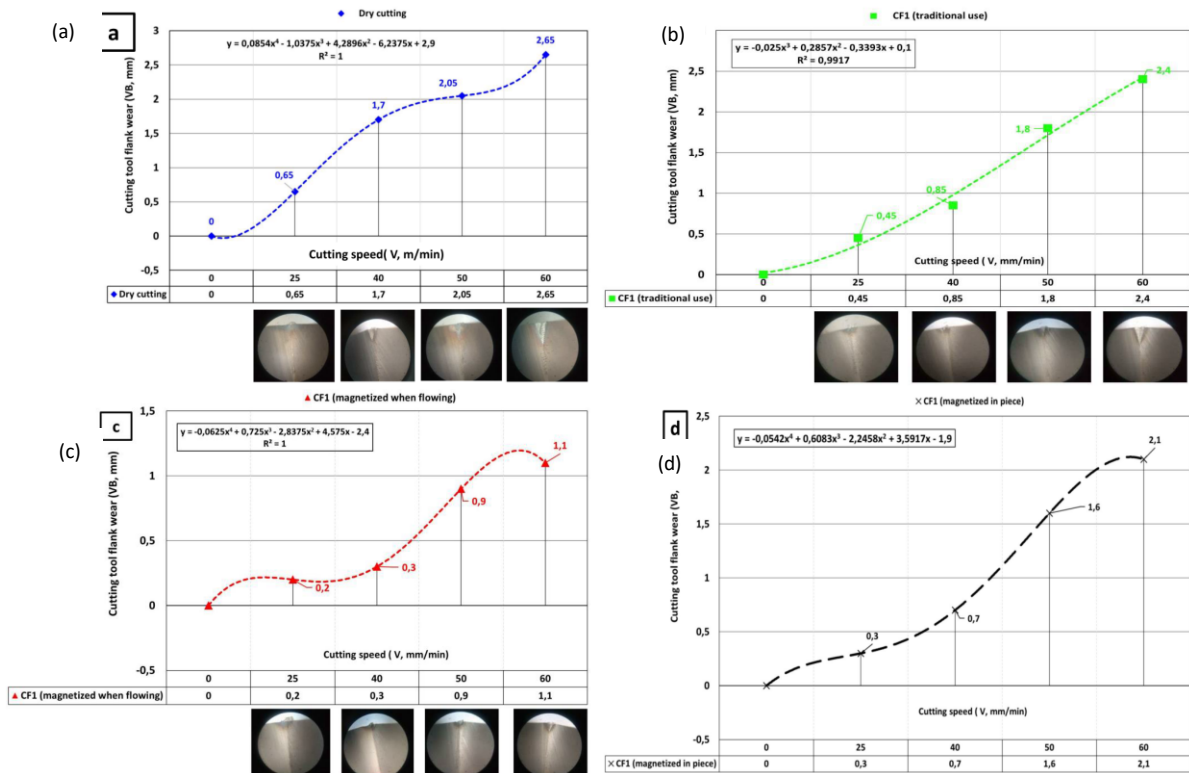 (a)
a
Dry cutting
y = 0,0854x⁴ - 1,0375x³ + 4,2896x² - 6,2375x + 2,9
R² = 1
Cutting tool flank wear (VB, mm)
3
2,5
2
1,5
1
0,5
0
-0,5
0
0,65
1,7
2,05
2,65
Cutting speed( V, m/min)
0 25 40 50 60
Dry cutting 0 0,65 1,7 2,05 2,65
(b)
CF1 (traditional use)
y = -0,025x³ + 0,2857x² - 0,3393x + 0,1
R² = 0,9917
Cutting tool flank wear (VB, mm)
2,5
2
1,5
1
0,5
0
0,45
0,85
1,8
2,4
Cutting speed ( V, mm/min)
0 25 40 50 60
CF1 (traditional use) 0 0,45 0,85 1,8 2,4
(c)
c
CF1 (magnetized when flowing)
y = -0,0625x⁴ + 0,725x³ - 2,8375x² + 4,575x - 2,4
R² = 1
Cutting tool flank wear (VB, mm)
1,5
1
0,5
0
-0,5
0,2
0,3
0,9
1,1
Cutting speed ( V, mm/min)
0 25 40 50 60
CF1 (magnetized when flowing) 0 0,2 0,3 0,9 1,1
(d)
d
CF1 (magnetized in piece)
y = -0,0542x⁴ + 0,6083x³ - 2,2458x² + 3,5917x - 1,9
Cutting tool flank wear (VB,
2,5
2
1,5
1
0,5
0
-0,5
0,3
0,7
1,6
2,1
Cutting speed ( V, mm/min)
0 25 40 50 60
CF1 (magnetized in piece) 0 0,3 0,7 1,6 2,1